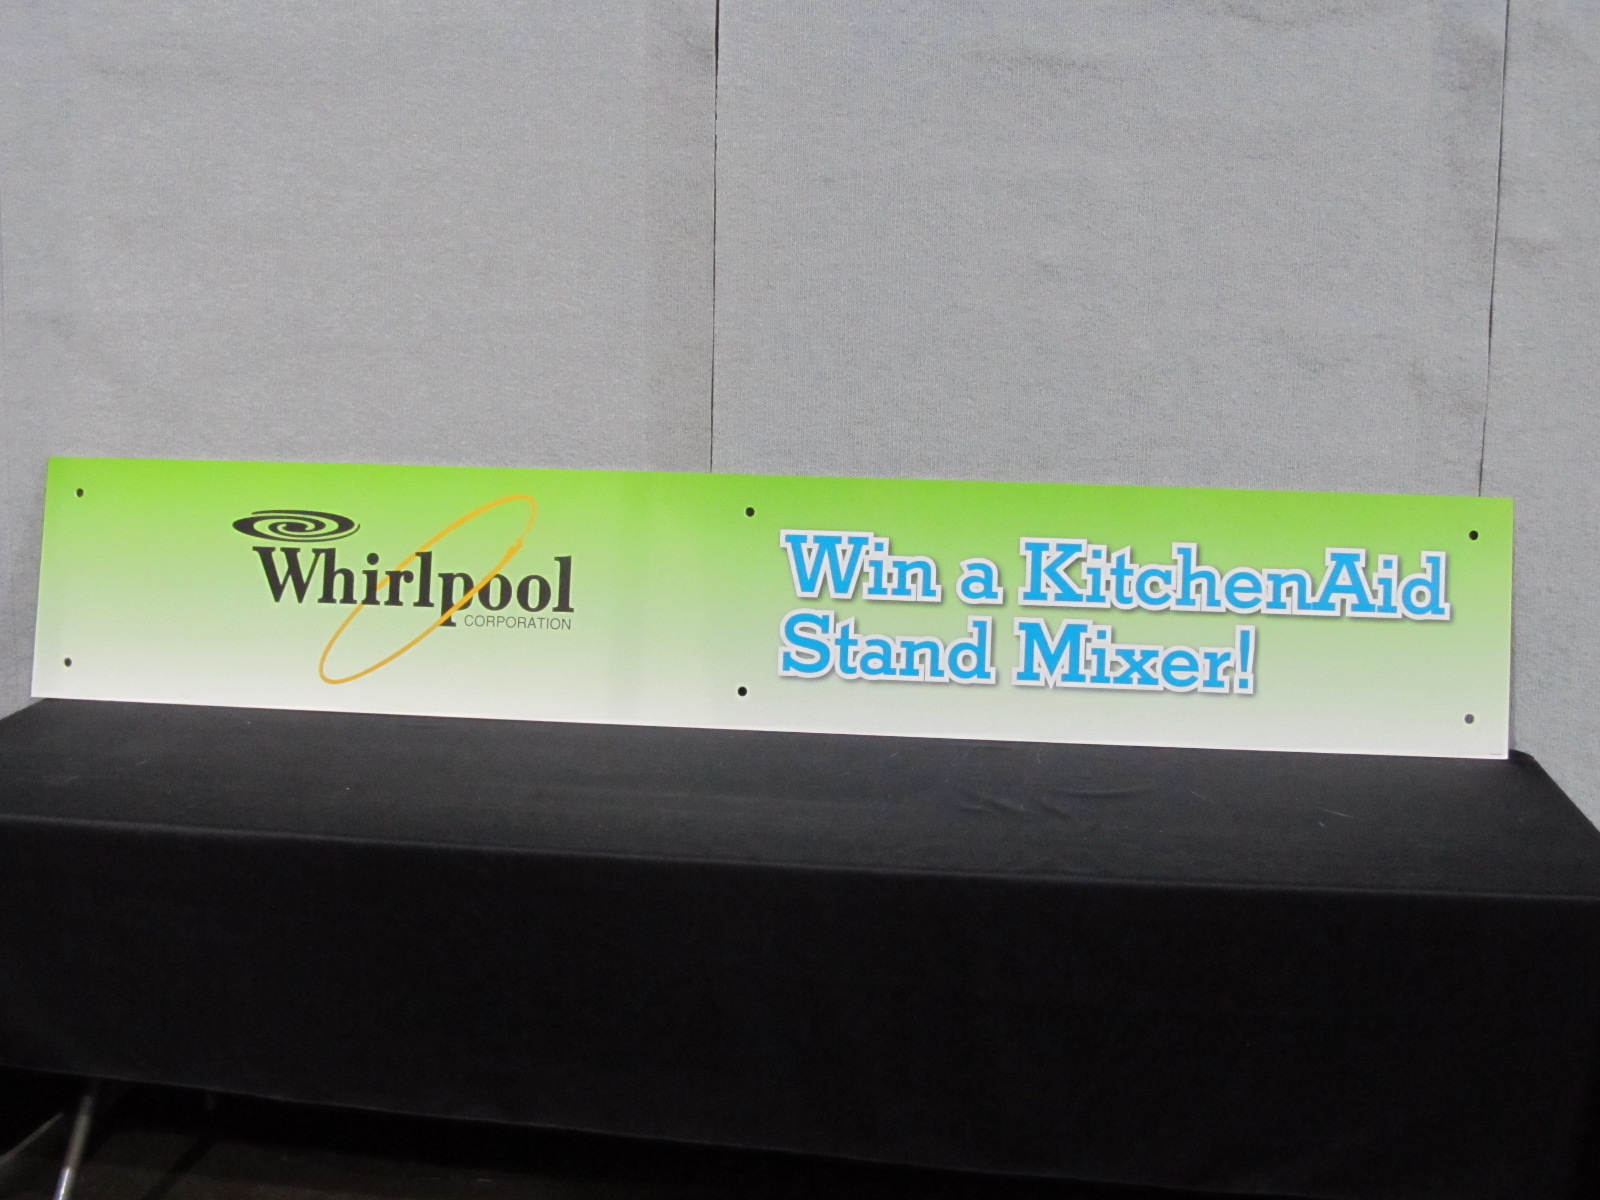 Whirlpool
CORPORATION
Win a KitchenAid
Stand Mixer!